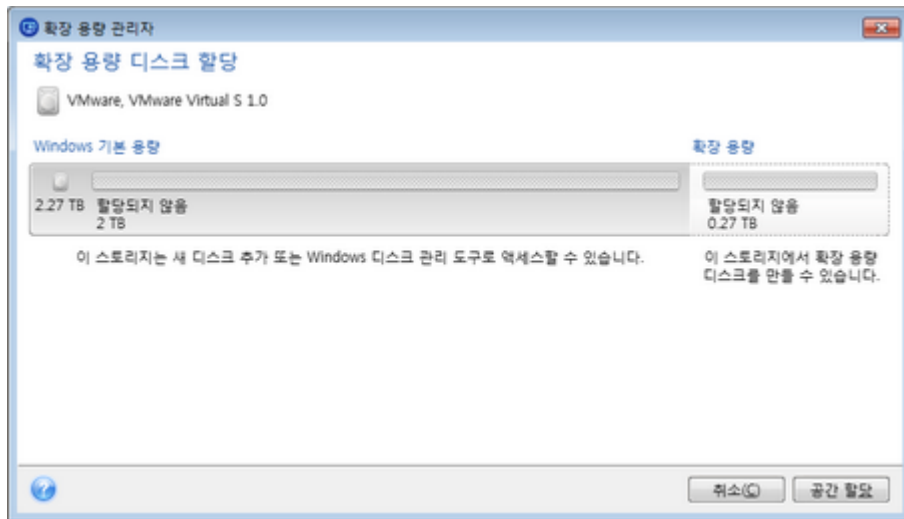 확장 용량 관리자
확장 용량 디스크 할당
VMware, VMware Virtual S 1.0
Windows 기본 용량
확장 용량
2.27 TB
할당되지 않음
2 TB
할당되지 않음
0.27 TB
이 스토리지는 새 디스크 추가 또는 Windows 디스크 관리 도구로 액세스할 수 있습니다.
이 스토리지에서 확장 용량
디스크를 만들 수 있습니다.
취소(C)
공간 할당